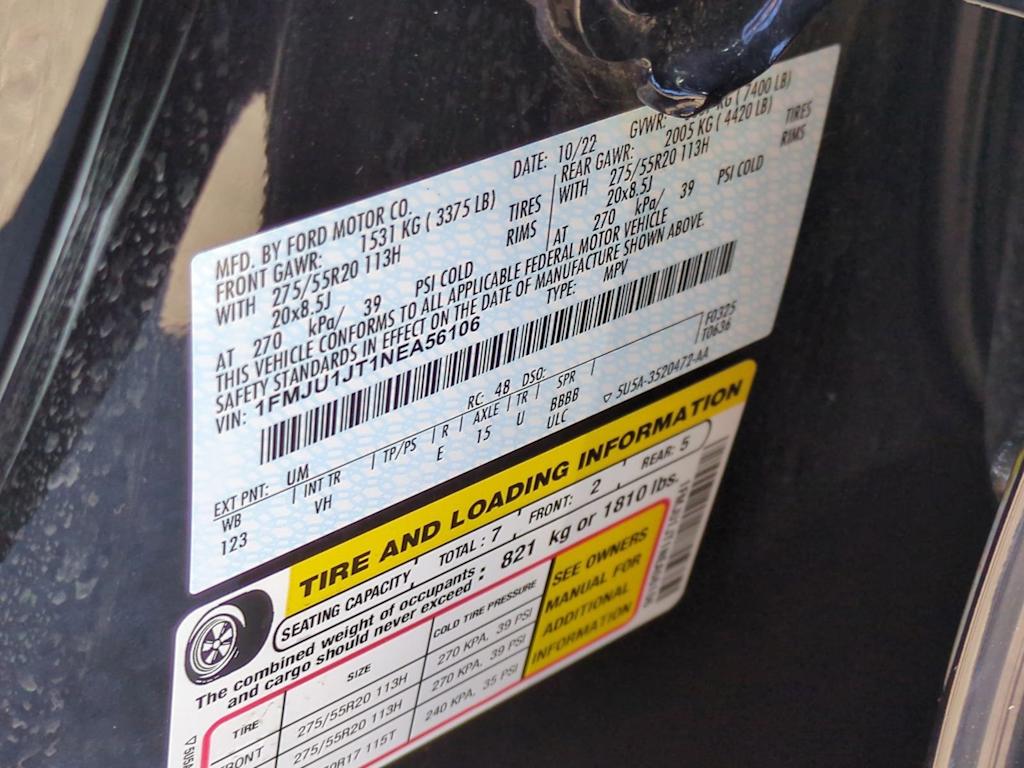 MFD. BY FORD MOTOR CO.
DATE: 10/22
GVWR: KG ( 7400 LB)
FRONT GAWR: 1531 KG ( 3375 LB)
REAR GAWR: 2005 KG ( 4420 LB)
WITH 275/55R20 113H TIRES
WITH 275/55R20 113H TIRES
20x8.5J RIMS
20x8.5J RIMS
AT 270 kPa/ 39 PSI COLD
AT 270 kPa/ 39 PSI COLD
THIS VEHICLE CONFORMS TO ALL APPLICABLE FEDERAL MOTOR VEHICLE
SAFETY STANDARDS IN EFFECT ON THE DATE OF MANUFACTURE SHOWN ABOVE.
VIN: 1FMJU1JT1NEA56106
TYPE: MPV
F0325
T0636
EXT PNT: UM RC: 48 DSO:
WB | INT TR | TP/PS | R | AXLE | TR | SPR
123 VH E 15 U BBBB
ULC
▽ 5U5A-3520472-AA
TIRE AND LOADING INFORMATION
SEATING CAPACITY TOTAL: 7 FRONT: 2 REAR: 5
The combined weight of occupants
and cargo should never exceed : 821 kg or 1810 lbs.
TIRE SIZE COLD TIRE PRESSURE
FRONT 275/55R20 113H 270 KPA, 39 PSI
275/55R20 113H 270 KPA, 39 PSI
R17 115T 240 KPA, 35 PSI
SEE OWNERS
MANUAL FOR
ADDITIONAL
INFORMATION